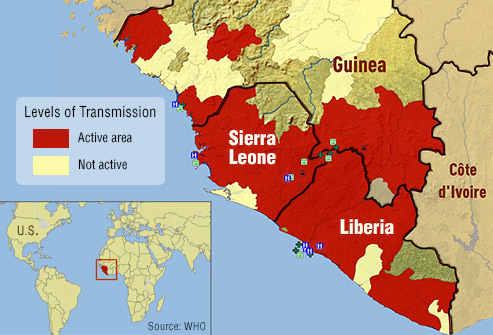 Guinea
Levels of Transmission
Active area
Not active
Sierra
Leone
Côte
d'Ivoire
Liberia
U.S.
Source: WHO
H
H
H
H
H
H